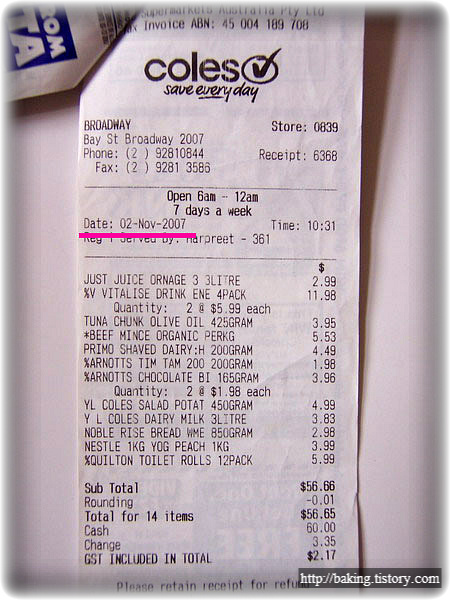 ROM
TA
Supermarkets Australia Pty Ltd
Invoice ABN: 45 004 189 708
coles
save every day
BROADWAY Store: 0839
Bay St Broadway 2007
Phone: (2 ) 92810844 Receipt: 6368
Fax: (2 ) 9281 3586
Open 6am - 12am
7 days a week
Date: 02-Nov-2007 Time: 10:31
Reg 1 Served by: Harpreet - 361
$
JUST JUICE ORNAGE 3 3LITRE 2.99
%V VITALISE DRINK ENE 4PACK 11.98
Quantity: 2 @ $5.99 each
TUNA CHUNK OLIVE OIL 425GRAM 3.95
*BEEF MINCE ORGANIC PERKG 5.53
PRIMO SHAVED DAIRY:H 200GRAM 4.49
%ARNOTTS TIM TAM 200 200GRAM 1.98
%ARNOTTS CHOCOLATE BI 165GRAM 3.96
Quantity: 2 @ $1.98 each
YL COLES SALAD POTAT 450GRAM 4.99
Y L COLES DAIRY MILK 3LITRE 3.83
NOBLE RISE BREAD WME 850GRAM 2.98
NESTLE 1KG YOG PEACH 1KG 3.99
%QUILTON TOILET ROLLS 12PACK 5.99
Sub Total $56.66
Rounding -0.01
Total for 14 items $56.65
Cash 60.00
Change 3.35
GST INCLUDED IN TOTAL $2.17
Please retain receipt for
http://baking.tistory.com